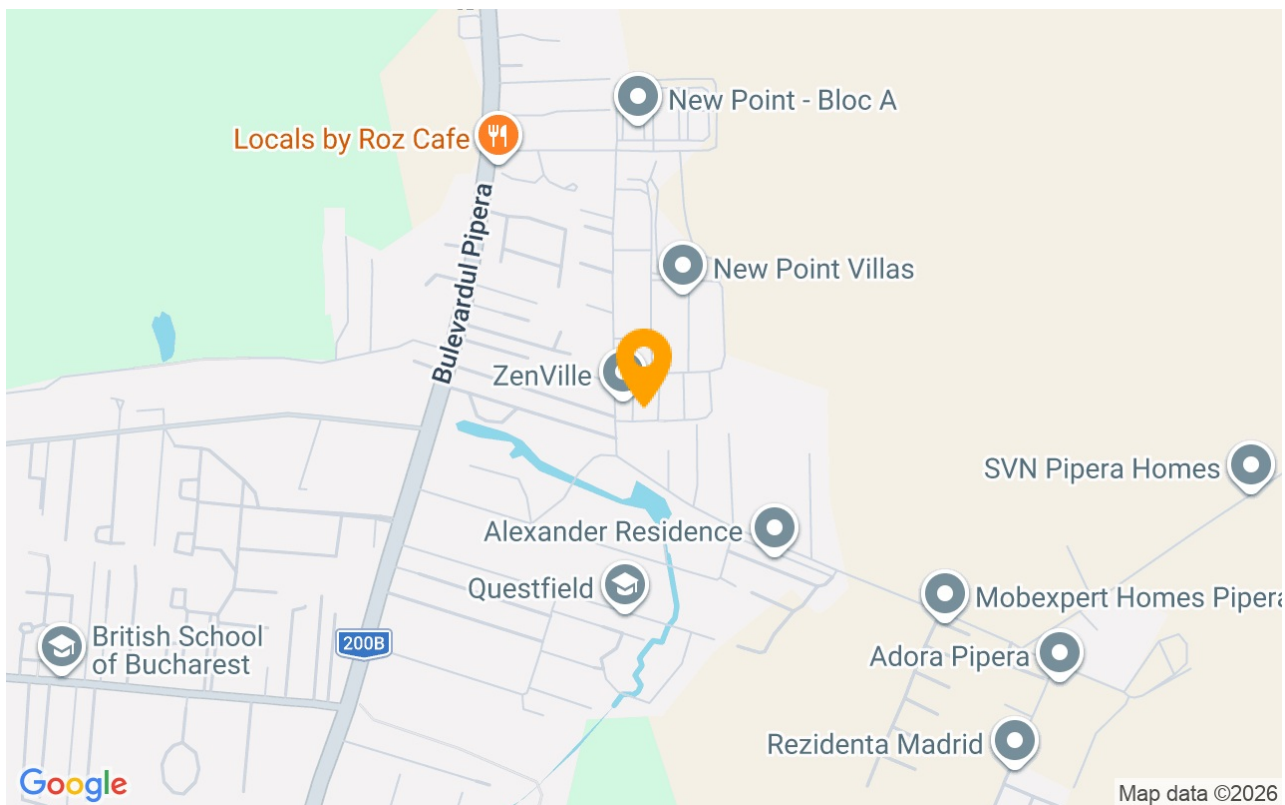 New Point - Bloc A
Locals by Roz Cafe
Bulevardul Pipera
New Point Villas
ZenVille
SVN Pipera Homes
Alexander Residence
Questfield
Mobexpert Homes Pipera
British School
of Bucharest
200B
Adora Pipera
Rezidenta Madrid
Google
Map data ©2026